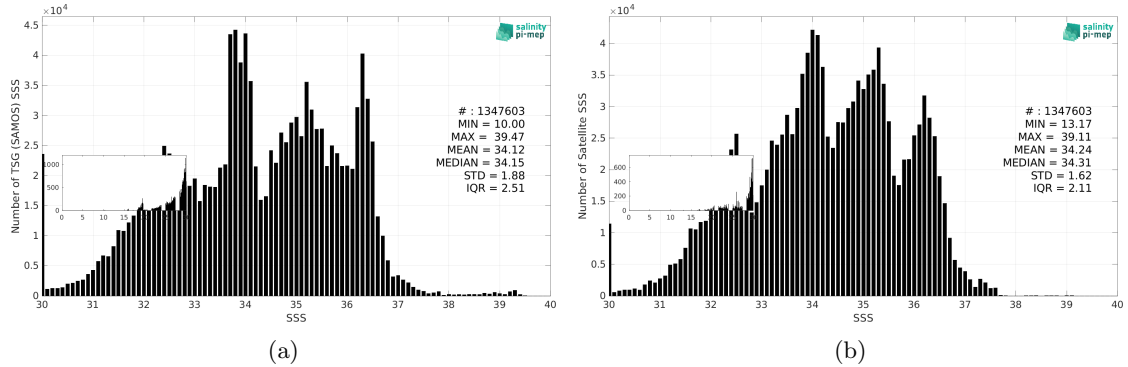 ×10⁴
salinity
pi-mep
4.5
4
3.5
3
2.5
2
1.5
1
0.5
0
Number of TSG (SAMOS) SSS
# : 1347603
MIN = 10.00
MAX = 39.47
MEAN = 34.12
MEDIAN = 34.15
STD = 1.88
IQR = 2.51
1000
500
0
0 5 10 15
30 31 32 33 34 35 36 37 38 39 40
SSS
(a)
×10⁴
salinity
pi-mep
4
3.5
3
2.5
2
1.5
1
0.5
0
Number of Satellite SSS
# : 1347603
MIN = 13.17
MAX = 39.11
MEAN = 34.24
MEDIAN = 34.31
STD = 1.62
IQR = 2.11
600
400
200
0
0 5 10 15
30 31 32 33 34 35 36 37 38 39 40
SSS
(b)